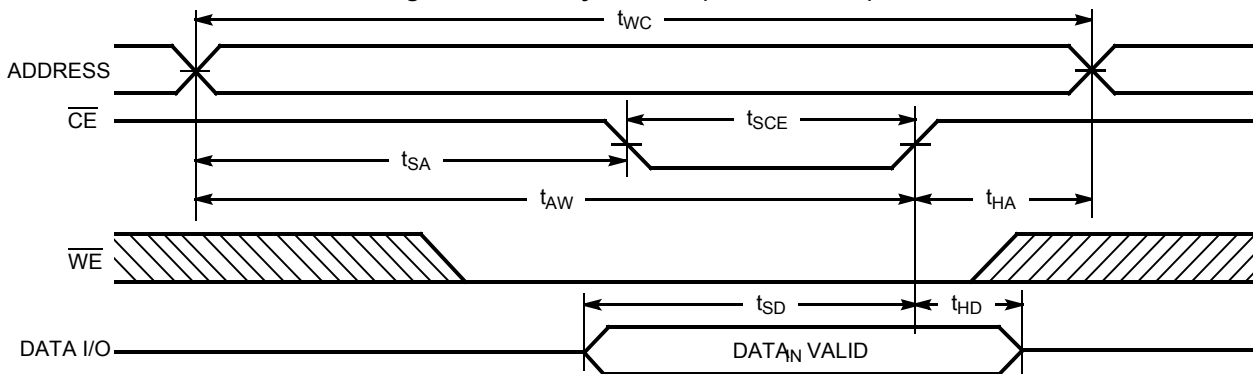 tWC
ADDRESS
CE
tSCE
tSA
tAW
tHA
WE
tSD
tHD
DATA I/O
DATAIN VALID